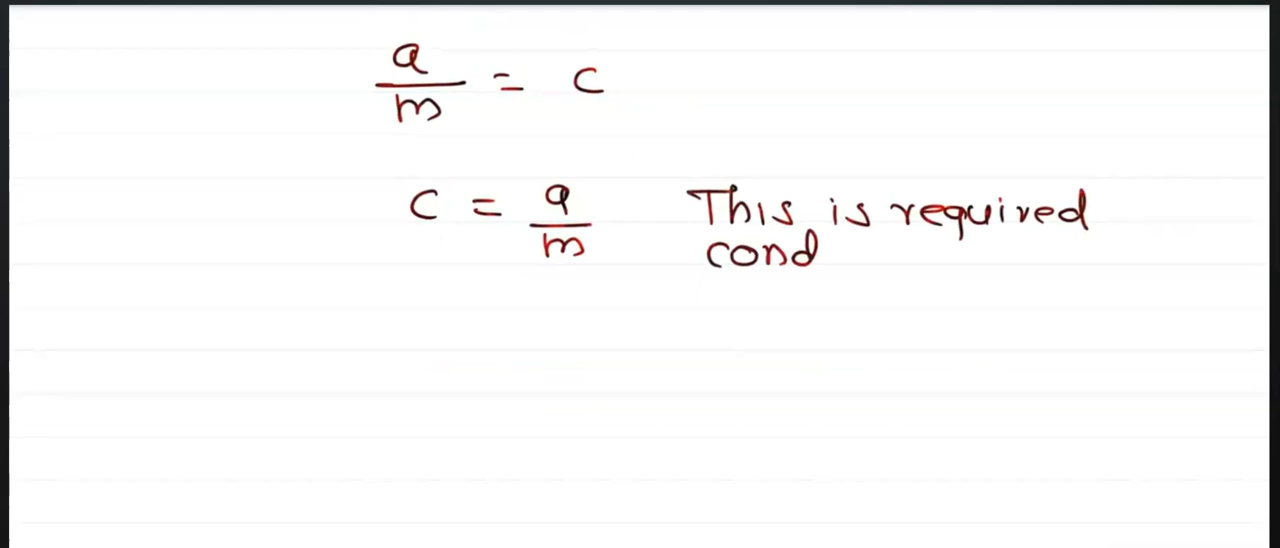 a/m = c
c = a/m This is required
cond